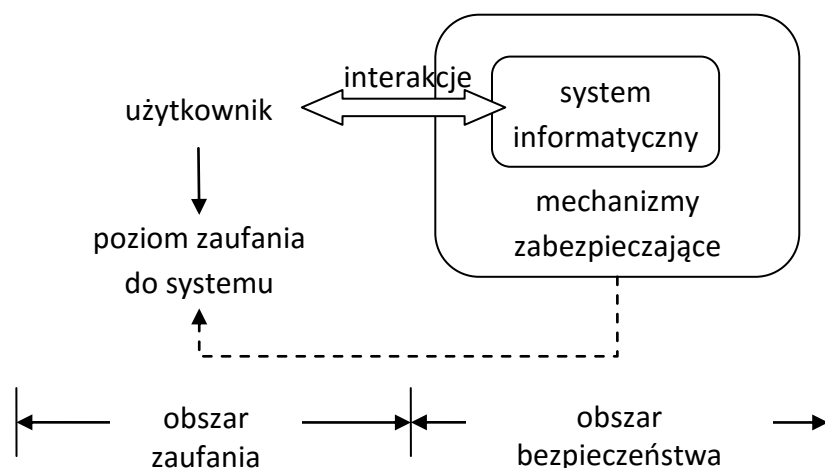 interakcje
użytkownik
system
informatyczny
mechanizmy
zabezpieczające
poziom zaufania
do systemu
obszar
zaufania
obszar
bezpieczeństwa